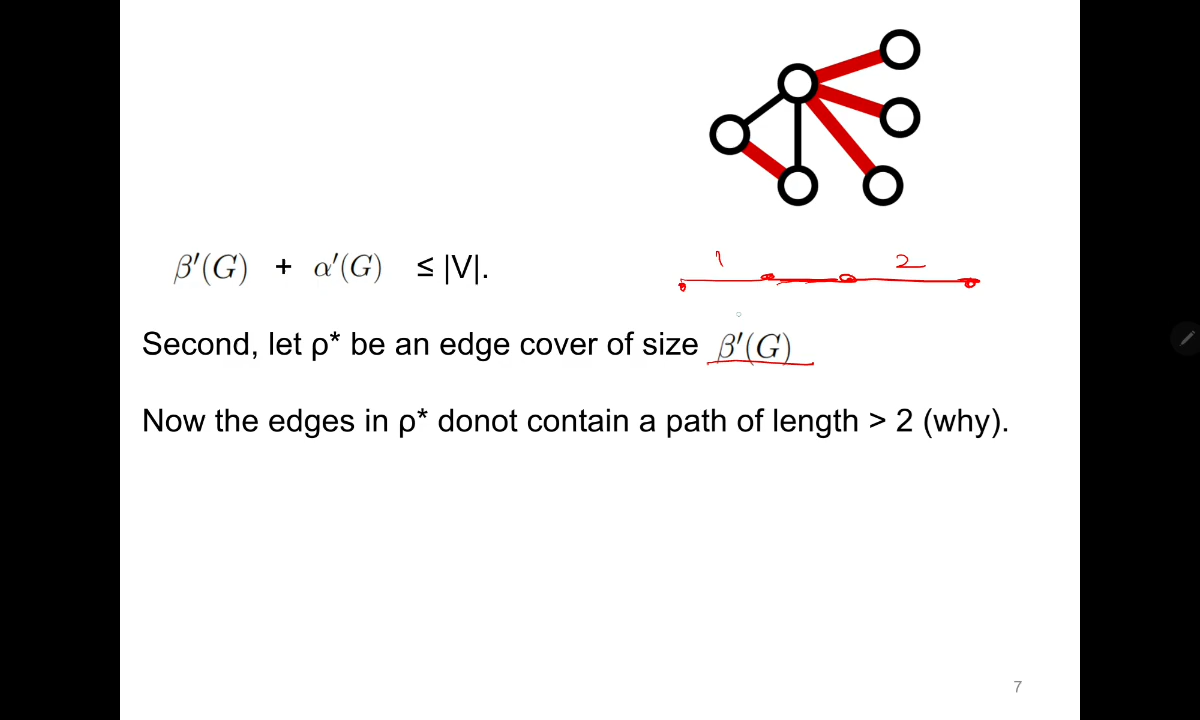 β′(G) + α′(G) ≤ |V|.
1 2
Second, let ρ* be an edge cover of size β′(G)
Now the edges in ρ* donot contain a path of length > 2 (why).
7